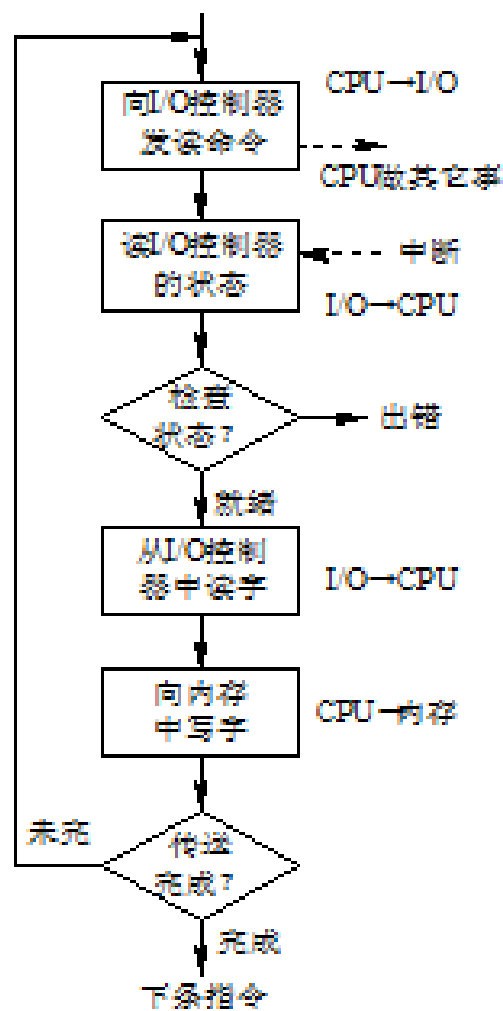 CPU→I/O
向I/O控制器
发读命令
CPU做其它事
读I/O控制器
的状态
中断
I/O→CPU
检查
状态?
出错
就绪
从I/O控制
器中读字
I/O→CPU
向内存
中写字
CPU→内存
未完
传送
完成?
完成
下条指令